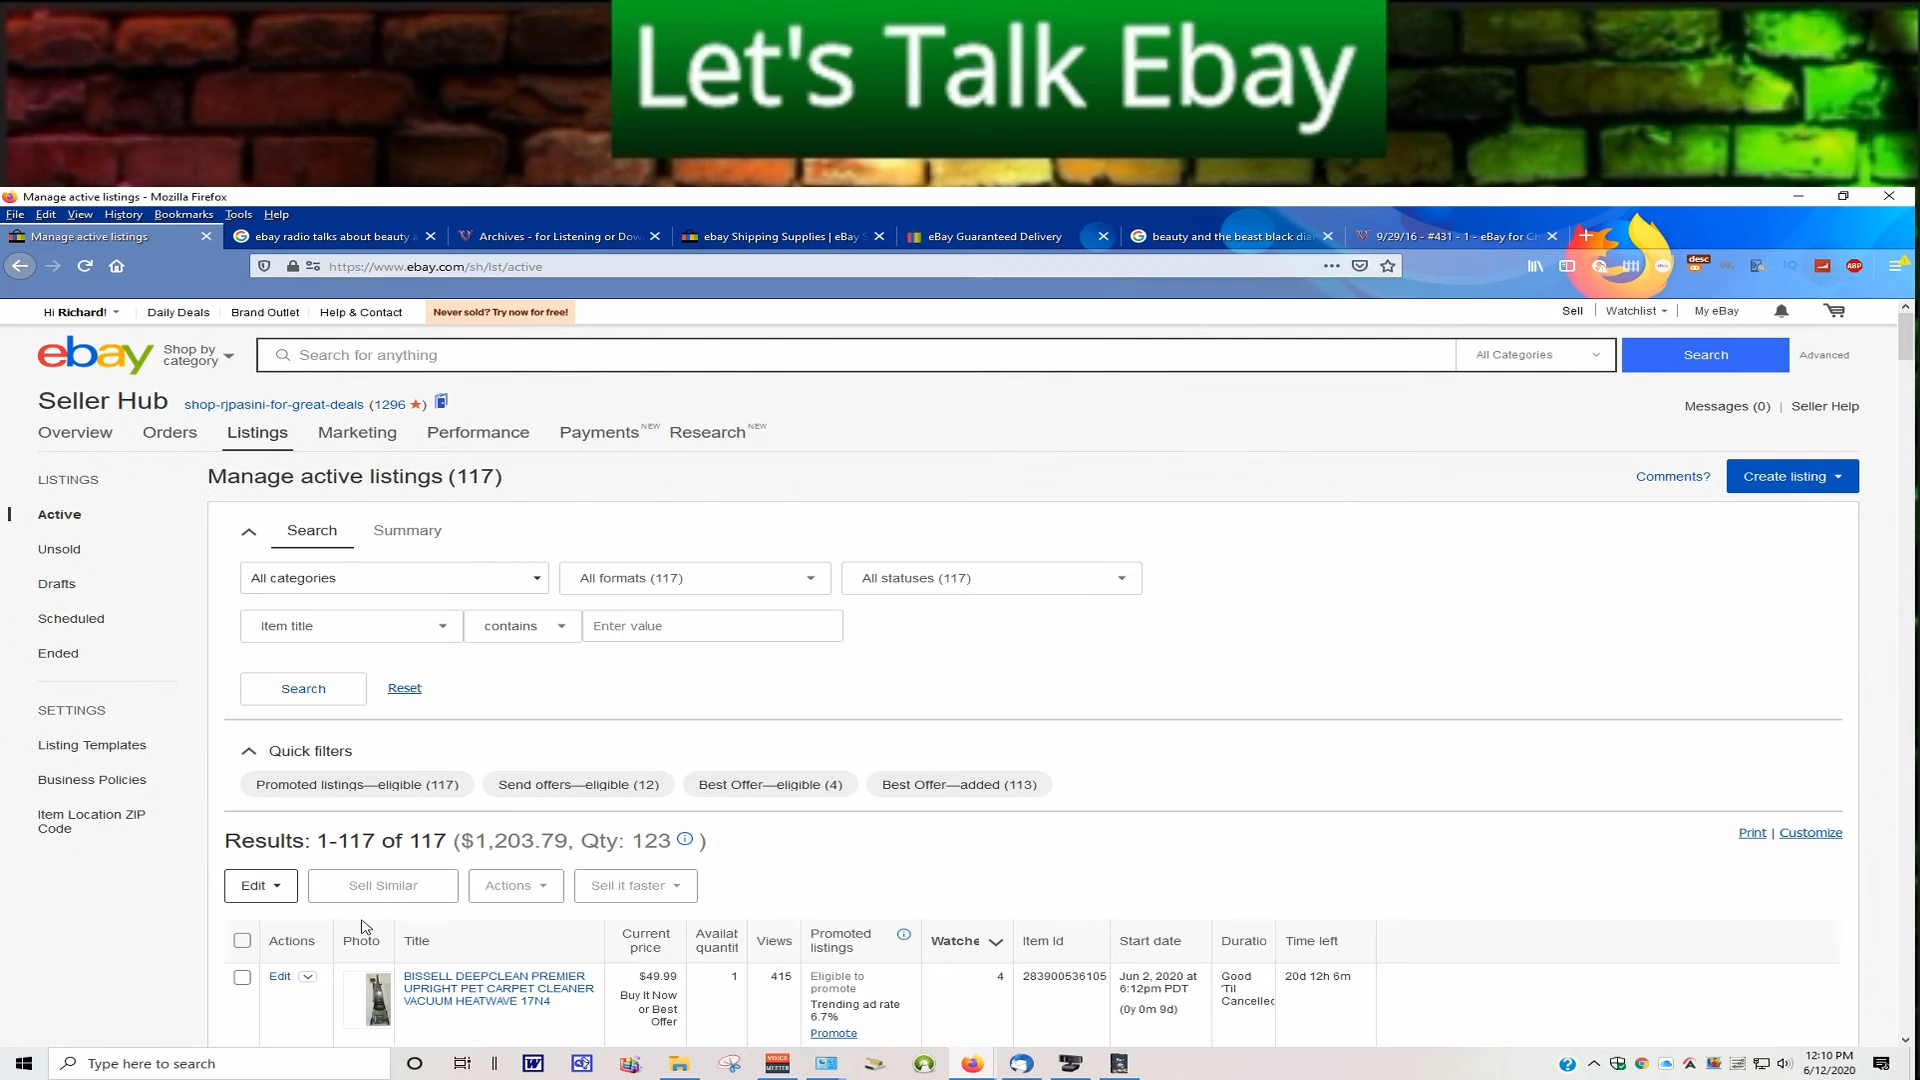 Let's Talk Ebay
Manage active listings - Mozilla Firefox
File Edit View History Bookmarks Tools Help
Manage active listings
ebay radio talks about beauty
Archives - for Listening or Dow
ebay Shipping Supplies | eBay S
eBay Guaranteed Delivery
beauty and the beast black dia
9/29/16 - #431 - 1 - eBay for Ch
https://www.ebay.com/sh/lst/active
desc
ABP
Hi Richard! Daily Deals Brand Outlet Help & Contact Never sold? Try now for free! Sell Watchlist My eBay
ebay Shop by category Search for anything All Categories Search Advanced
Seller Hub shop-rjpasini-for-great-deals (1296 ★) Messages (0) | Seller Help
Overview Orders Listings Marketing Performance Payments NEW Research NEW
LISTINGS
Active
Unsold
Drafts
Scheduled
Ended
SETTINGS
Listing Templates
Business Policies
Item Location ZIP
Code
Manage active listings (117) Comments? Create listing
Search Summary
All categories All formats (117) All statuses (117)
Item title contains Enter value
Search Reset
Quick filters
Promoted listings—eligible (117) Send offers—eligible (12) Best Offer—eligible (4) Best Offer—added (113)
Results: 1-117 of 117 ($1,203.79, Qty: 123 )
Print | Customize
Edit Sell Similar Actions Sell it faster
Actions Photo Title Current price Availat quantit Views Promoted listings Watche Item Id Start date Duratio Time left
Edit
BISSELL DEEPCLEAN PREMIER
UPRIGHT PET CARPET CLEANER
VACUUM HEATWAVE 17N4
$49.99
Buy It Now
or Best
Offer
1
415
Eligible to
promote
Trending ad rate
6.7%
Promote
4
283900536105
Jun 2, 2020 at
6:12pm PDT
(0y 0m 9d)
Good
'Til
Cancelled
20d 12h 6m
Type here to search
VOICE
MEETER
12:10 PM
6/12/2020